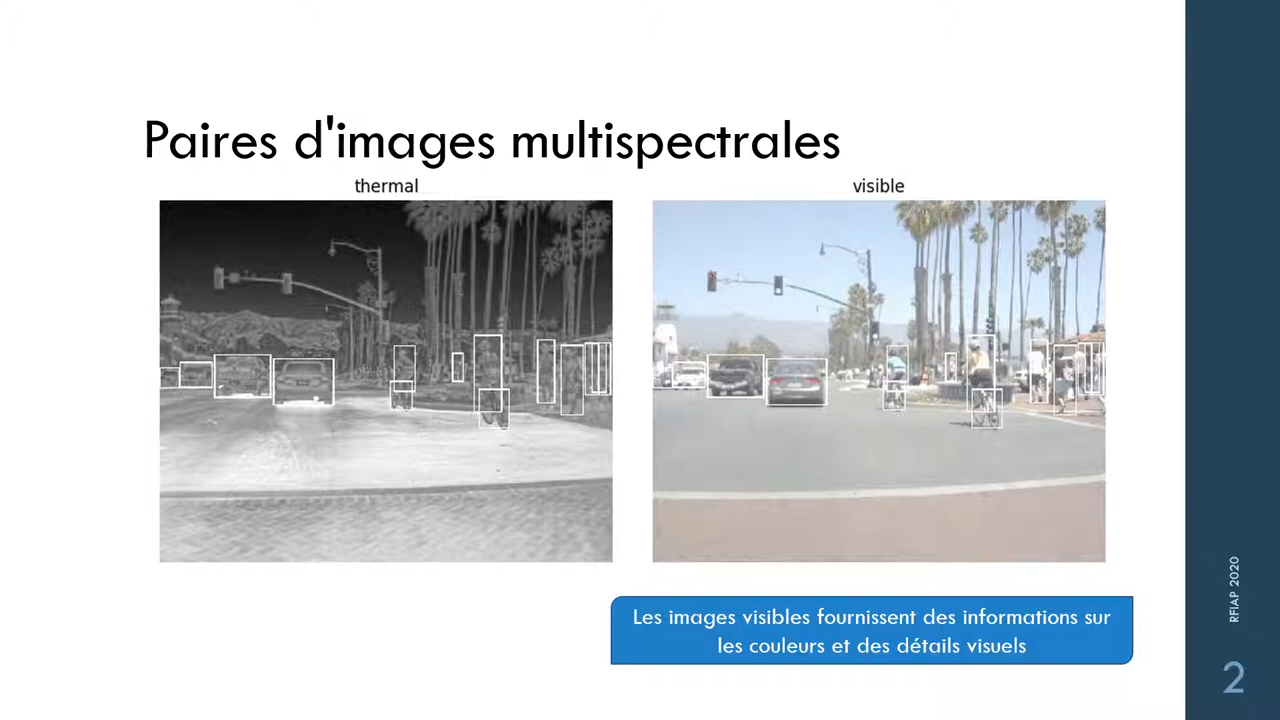 Paires d'images multispectrales
thermal
visible
Les images visibles fournissent des informations sur
les couleurs et des détails visuels
RFIAP 2020
2